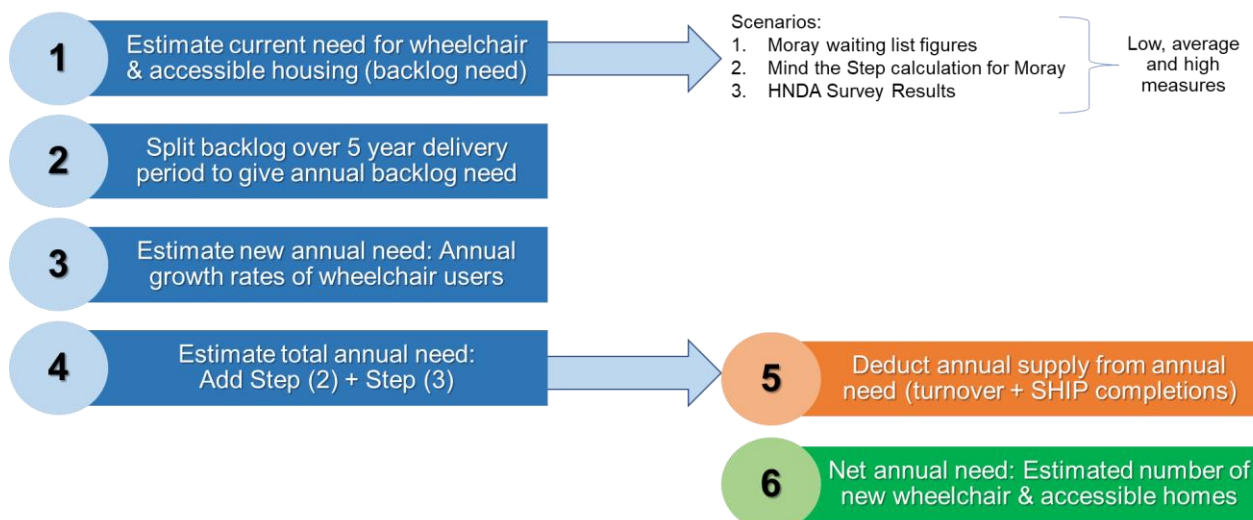 1
Estimate current need for wheelchair
& accessible housing (backlog need)
Scenarios:
1. Moray waiting list figures
2. Mind the Step calculation for Moray
3. HNDA Survey Results
Low, average
and high
measures
2
Split backlog over 5 year delivery
period to give annual backlog need
3
Estimate new annual need: Annual
growth rates of wheelchair users
4
Estimate total annual need:
Add Step (2) + Step (3)
5
Deduct annual supply from annual
need (turnover + SHIP completions)
6
Net annual need: Estimated number of
new wheelchair & accessible homes